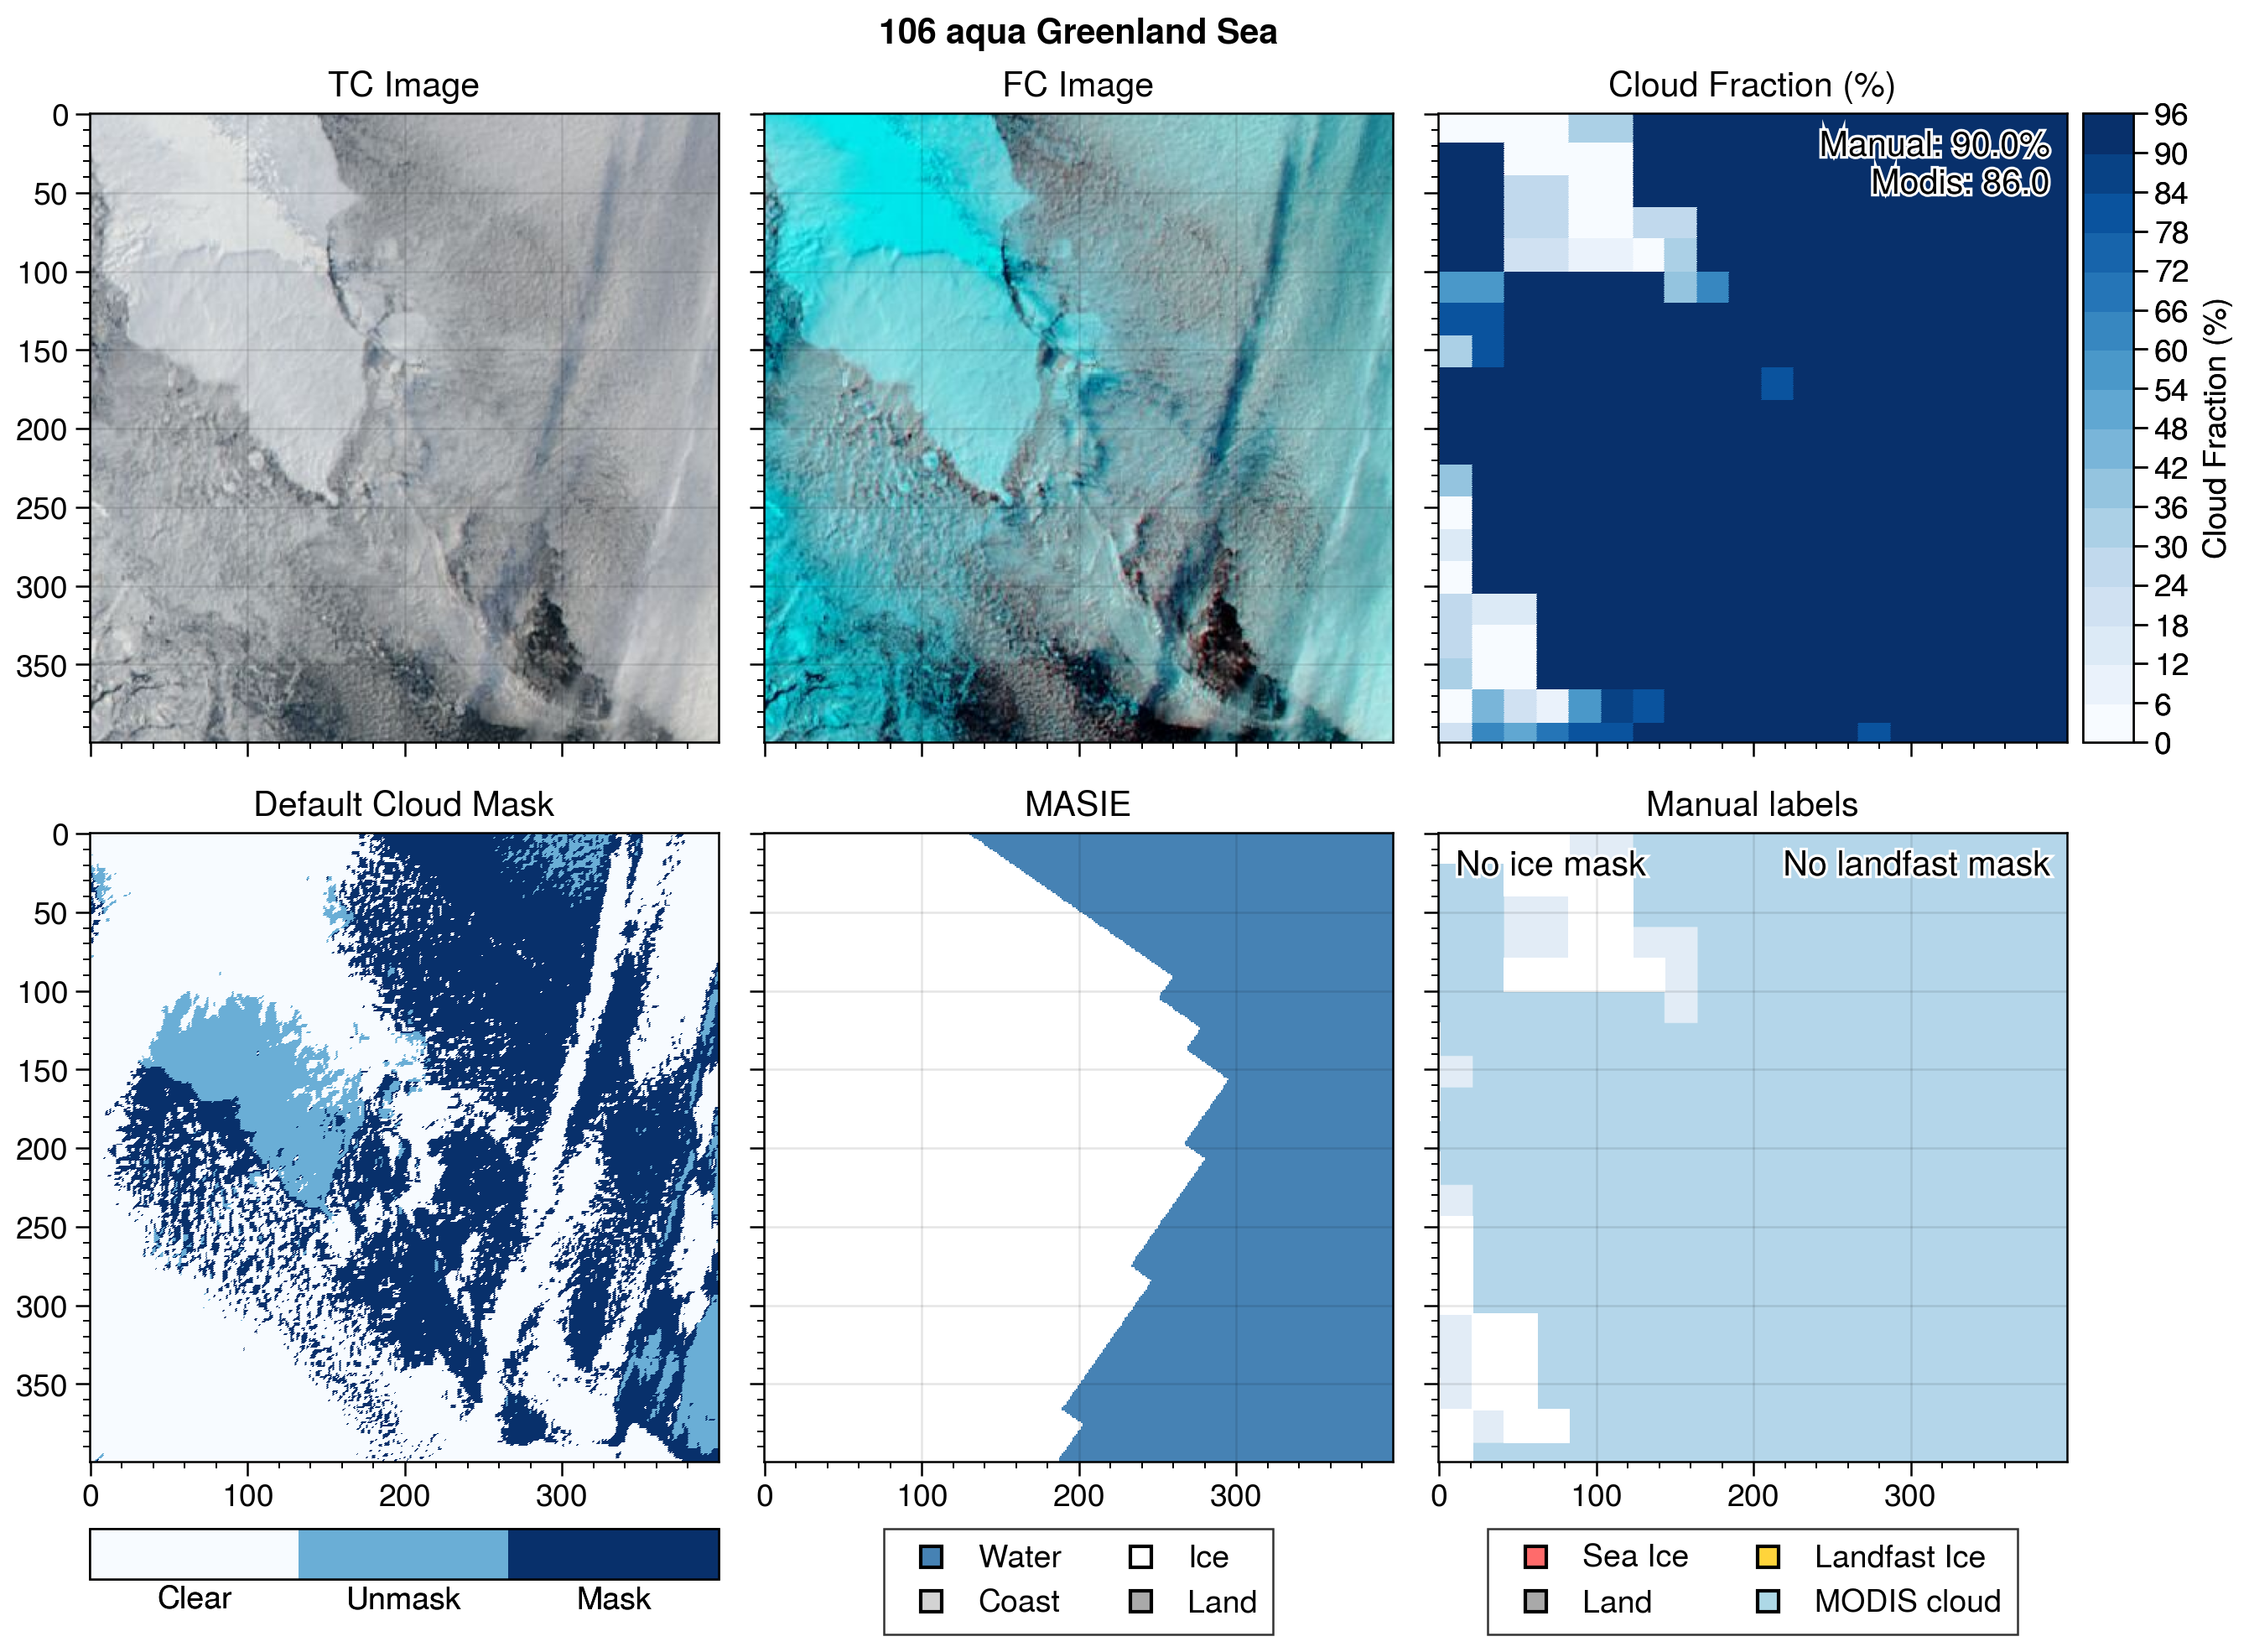 106 aqua Greenland Sea
TC Image
FC Image
Cloud Fraction (%)
0
50
100
150
200
250
300
350
Manual: 90.0%
Modis: 86.0
96
90
84
78
72
66
60
54
48
42
36
30
24
18
12
6
0
Cloud Fraction (%)
Default Cloud Mask
MASIE
Manual labels
0
50
100
150
200
250
300
350
No ice mask
No landfast mask
0 100 200 300
0 100 200 300
0 100 200 300
Clear Unmask Mask
Water Ice
Coast Land
Sea Ice Landfast Ice
Land MODIS cloud